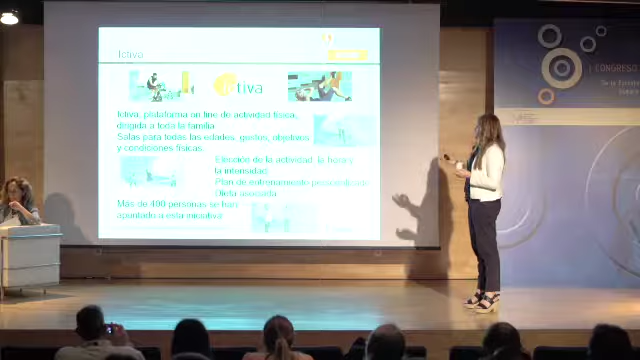 Ictiva
ictiva
Ictiva, plataforma on line de actividad física,
dirigida a toda la familia.
Salas para todas las edades, gustos, objetivos
y condiciones físicas.
Elección de la actividad, la hora y
la intensidad
Plan de entrenamiento personalizado
Dieta asociada
Más de 400 personas se han
apuntado a esta iniciativa
I CONGRESO